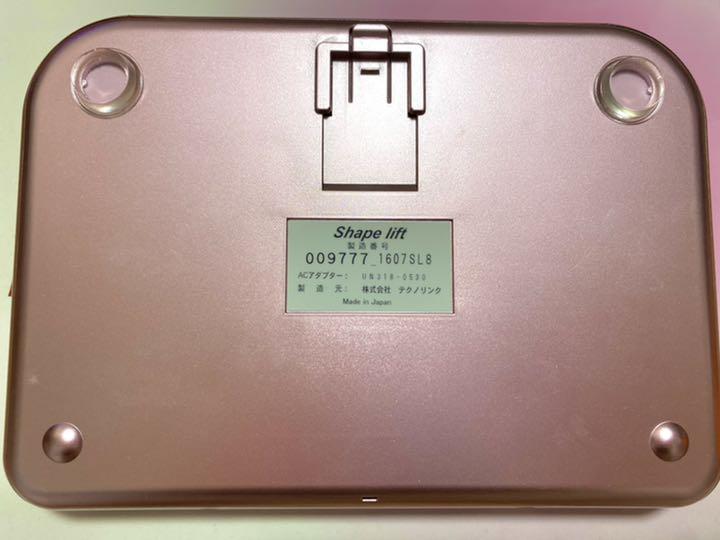 Shape lift
製造番号
009777_1607SL8
ACアダプター： UN318-0530
製 造 元： 株式会社 テクノリンク
Made in Japan